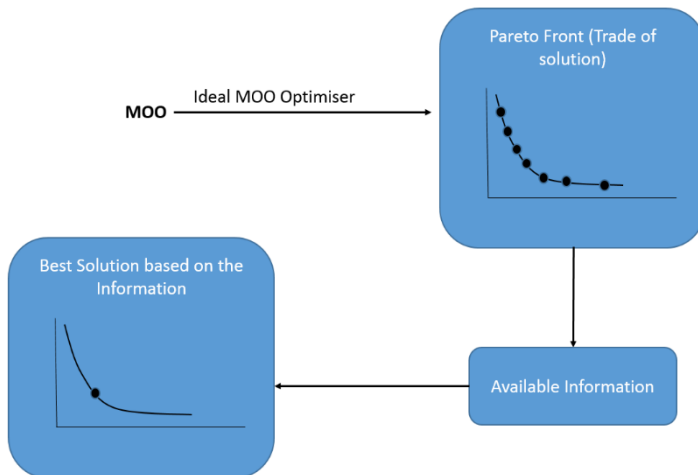 Pareto Front (Trade of
solution)
Ideal MOO Optimiser
MOO
Best Solution based on the
Information
Available Information